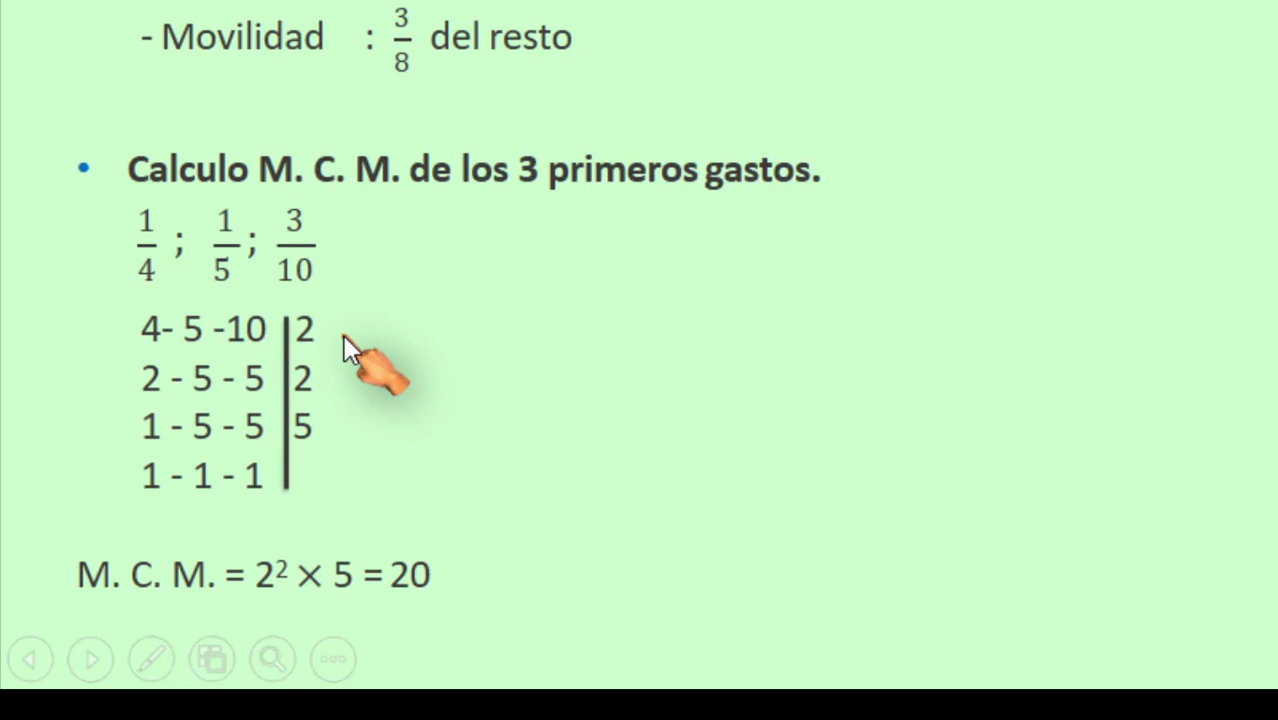 - Movilidad : 3/8 del resto
• Calculo M. C. M. de los 3 primeros gastos.
1/4 ; 1/5 ; 3/10
4- 5 -10 | 2
2 - 5 - 5 | 2
1 - 5 - 5 | 5
1 - 1 - 1 |
M. C. M. = 2² × 5 = 20